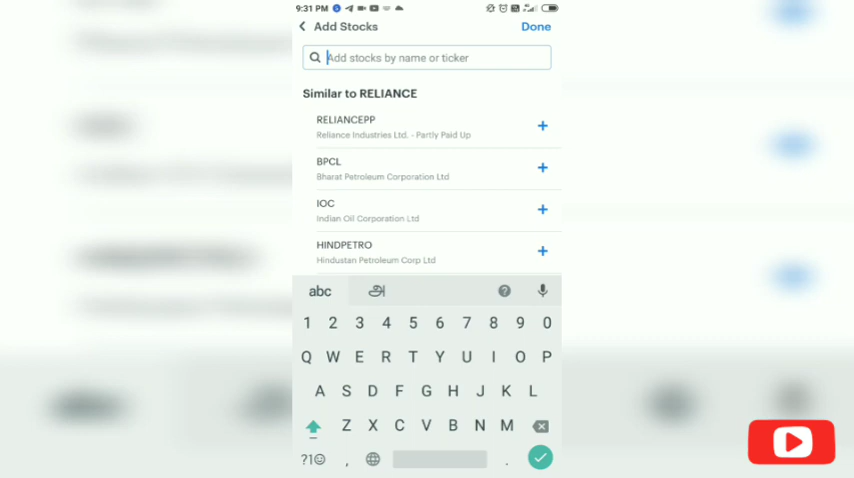 9:31 PM
Add Stocks
Done
Add stocks by name or ticker
Similar to RELIANCE
RELIANCEPP
Reliance Industries Ltd. - Partly Paid Up
BPCL
Bharat Petroleum Corporation Ltd
IOC
Indian Oil Corporation Ltd
HINDPETRO
Hindustan Petroleum Corp Ltd
abc அ
1 2 3 4 5 6 7 8 9 0
Q W E R T Y U I O P
A S D F G H J K L
Z X C V B N M
?1☺ , .